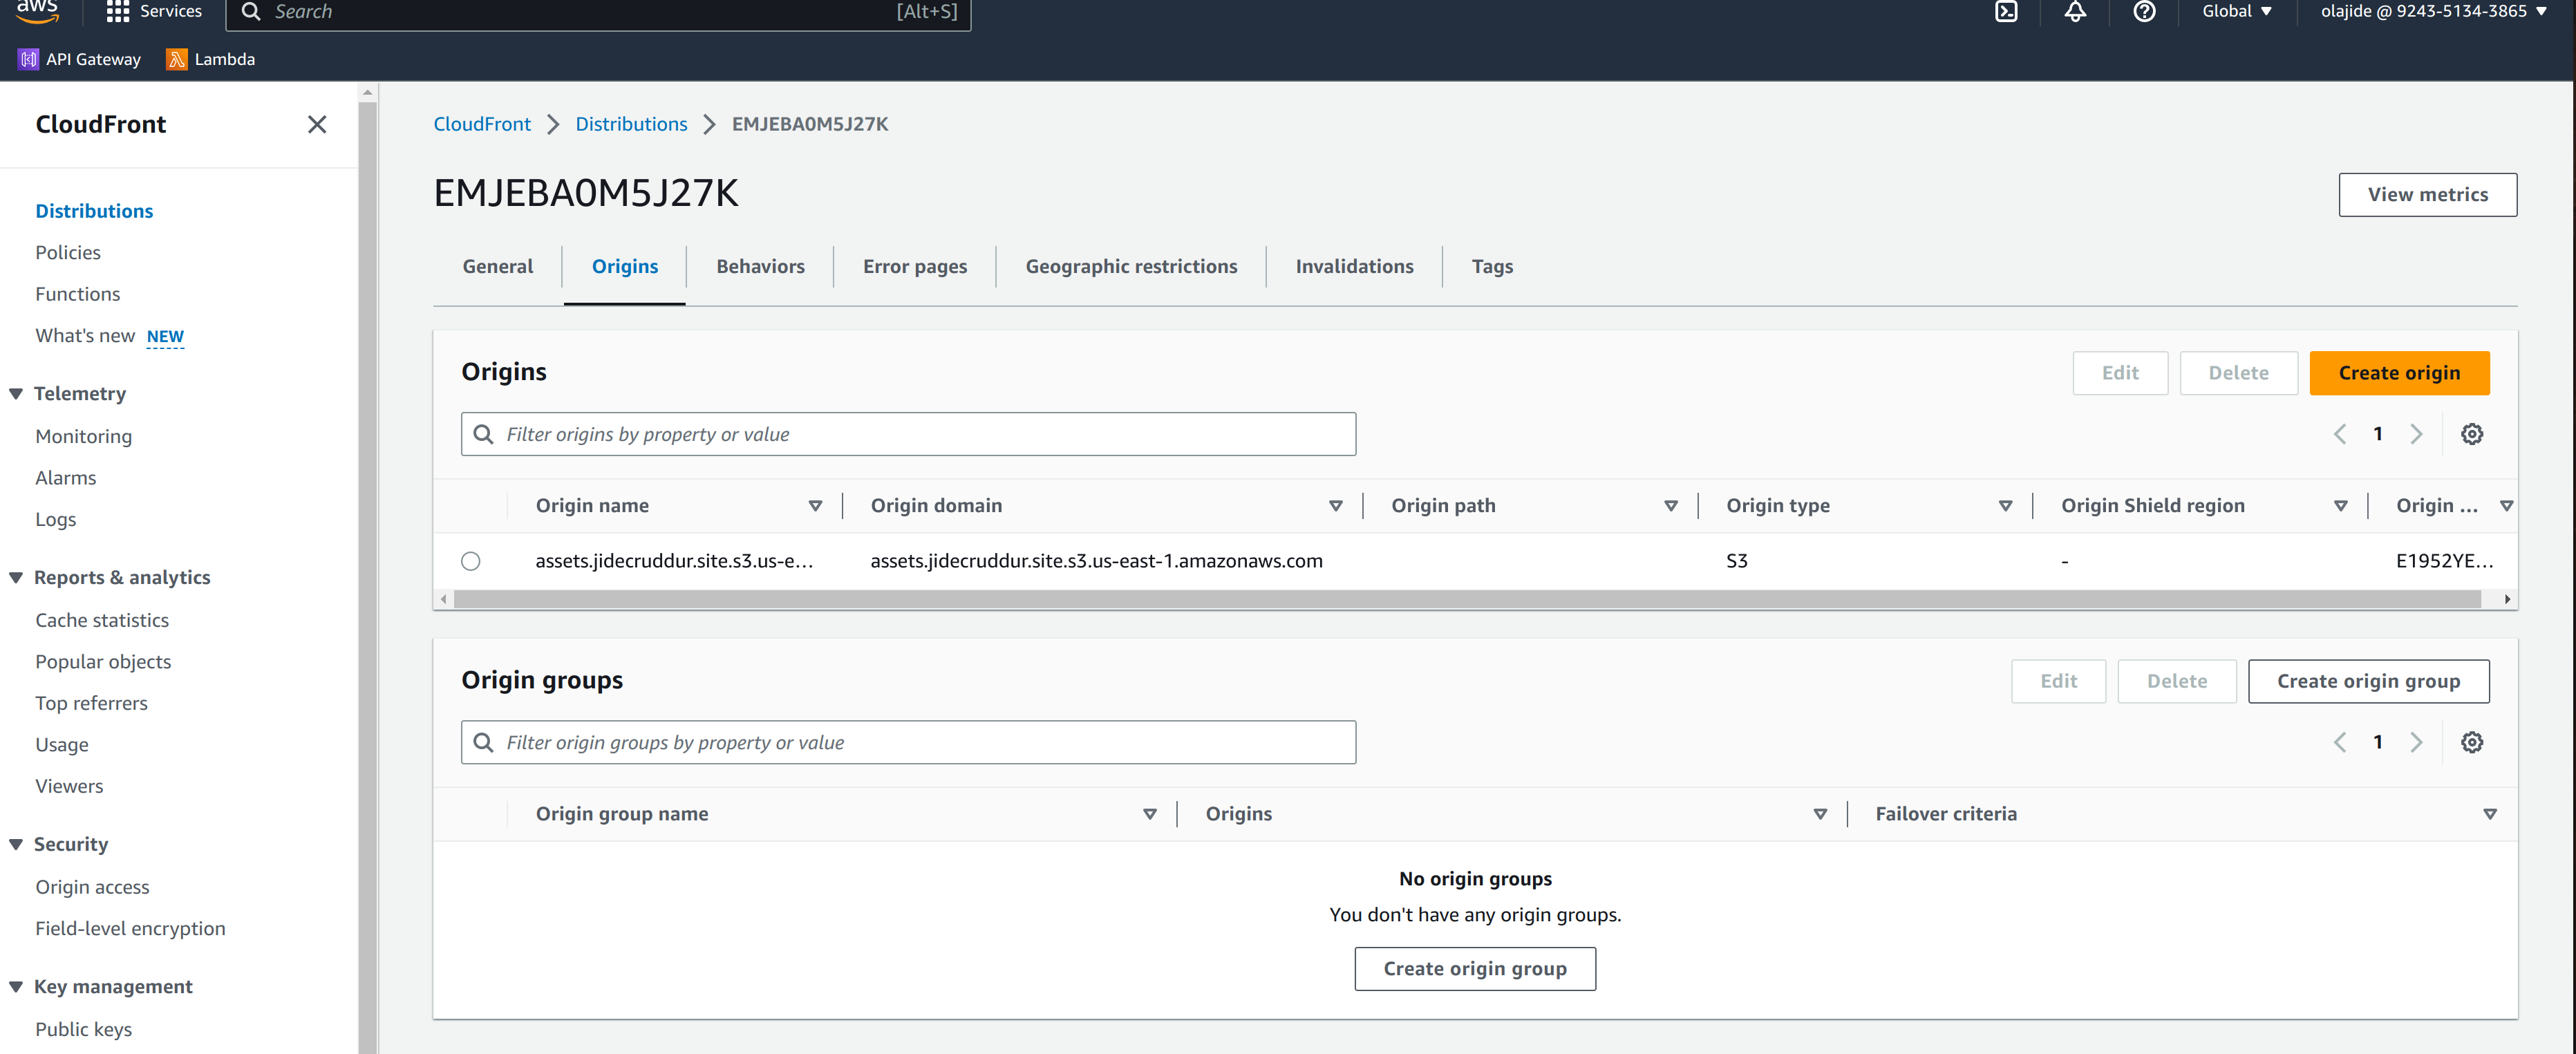 aws
Services
Search
[Alt+S]
Global
olajide @ 9243-5134-3865
API Gateway
Lambda
CloudFront
Distributions
Policies
Functions
What's new NEW
Telemetry
Monitoring
Alarms
Logs
Reports & analytics
Cache statistics
Popular objects
Top referrers
Usage
Viewers
Security
Origin access
Field-level encryption
Key management
Public keys
CloudFront > Distributions > EMJEBA0M5J27K
EMJEBA0M5J27K
View metrics
General
Origins
Behaviors
Error pages
Geographic restrictions
Invalidations
Tags
Origins
Edit
Delete
Create origin
Filter origins by property or value
1
Origin name
Origin domain
Origin path
Origin type
Origin Shield region
Origin ...
assets.jidecruddur.site.s3.us-e...
assets.jidecruddur.site.s3.us-east-1.amazonaws.com
S3
-
E1952YE...
Origin groups
Edit
Delete
Create origin group
Filter origin groups by property or value
1
Origin group name
Origins
Failover criteria
No origin groups
You don't have any origin groups.
Create origin group